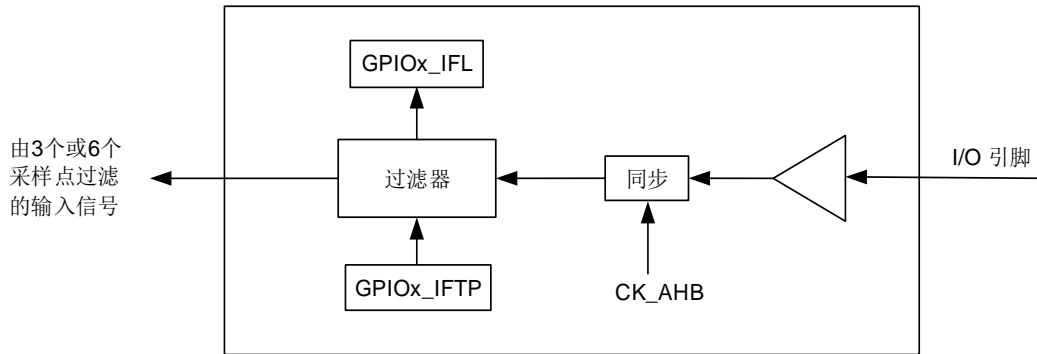 GPIOx_IFL
由3个或6个
采样点过滤
的输入信号
过滤器
同步
I/O 引脚
GPIOx_IFTP
CK_AHB